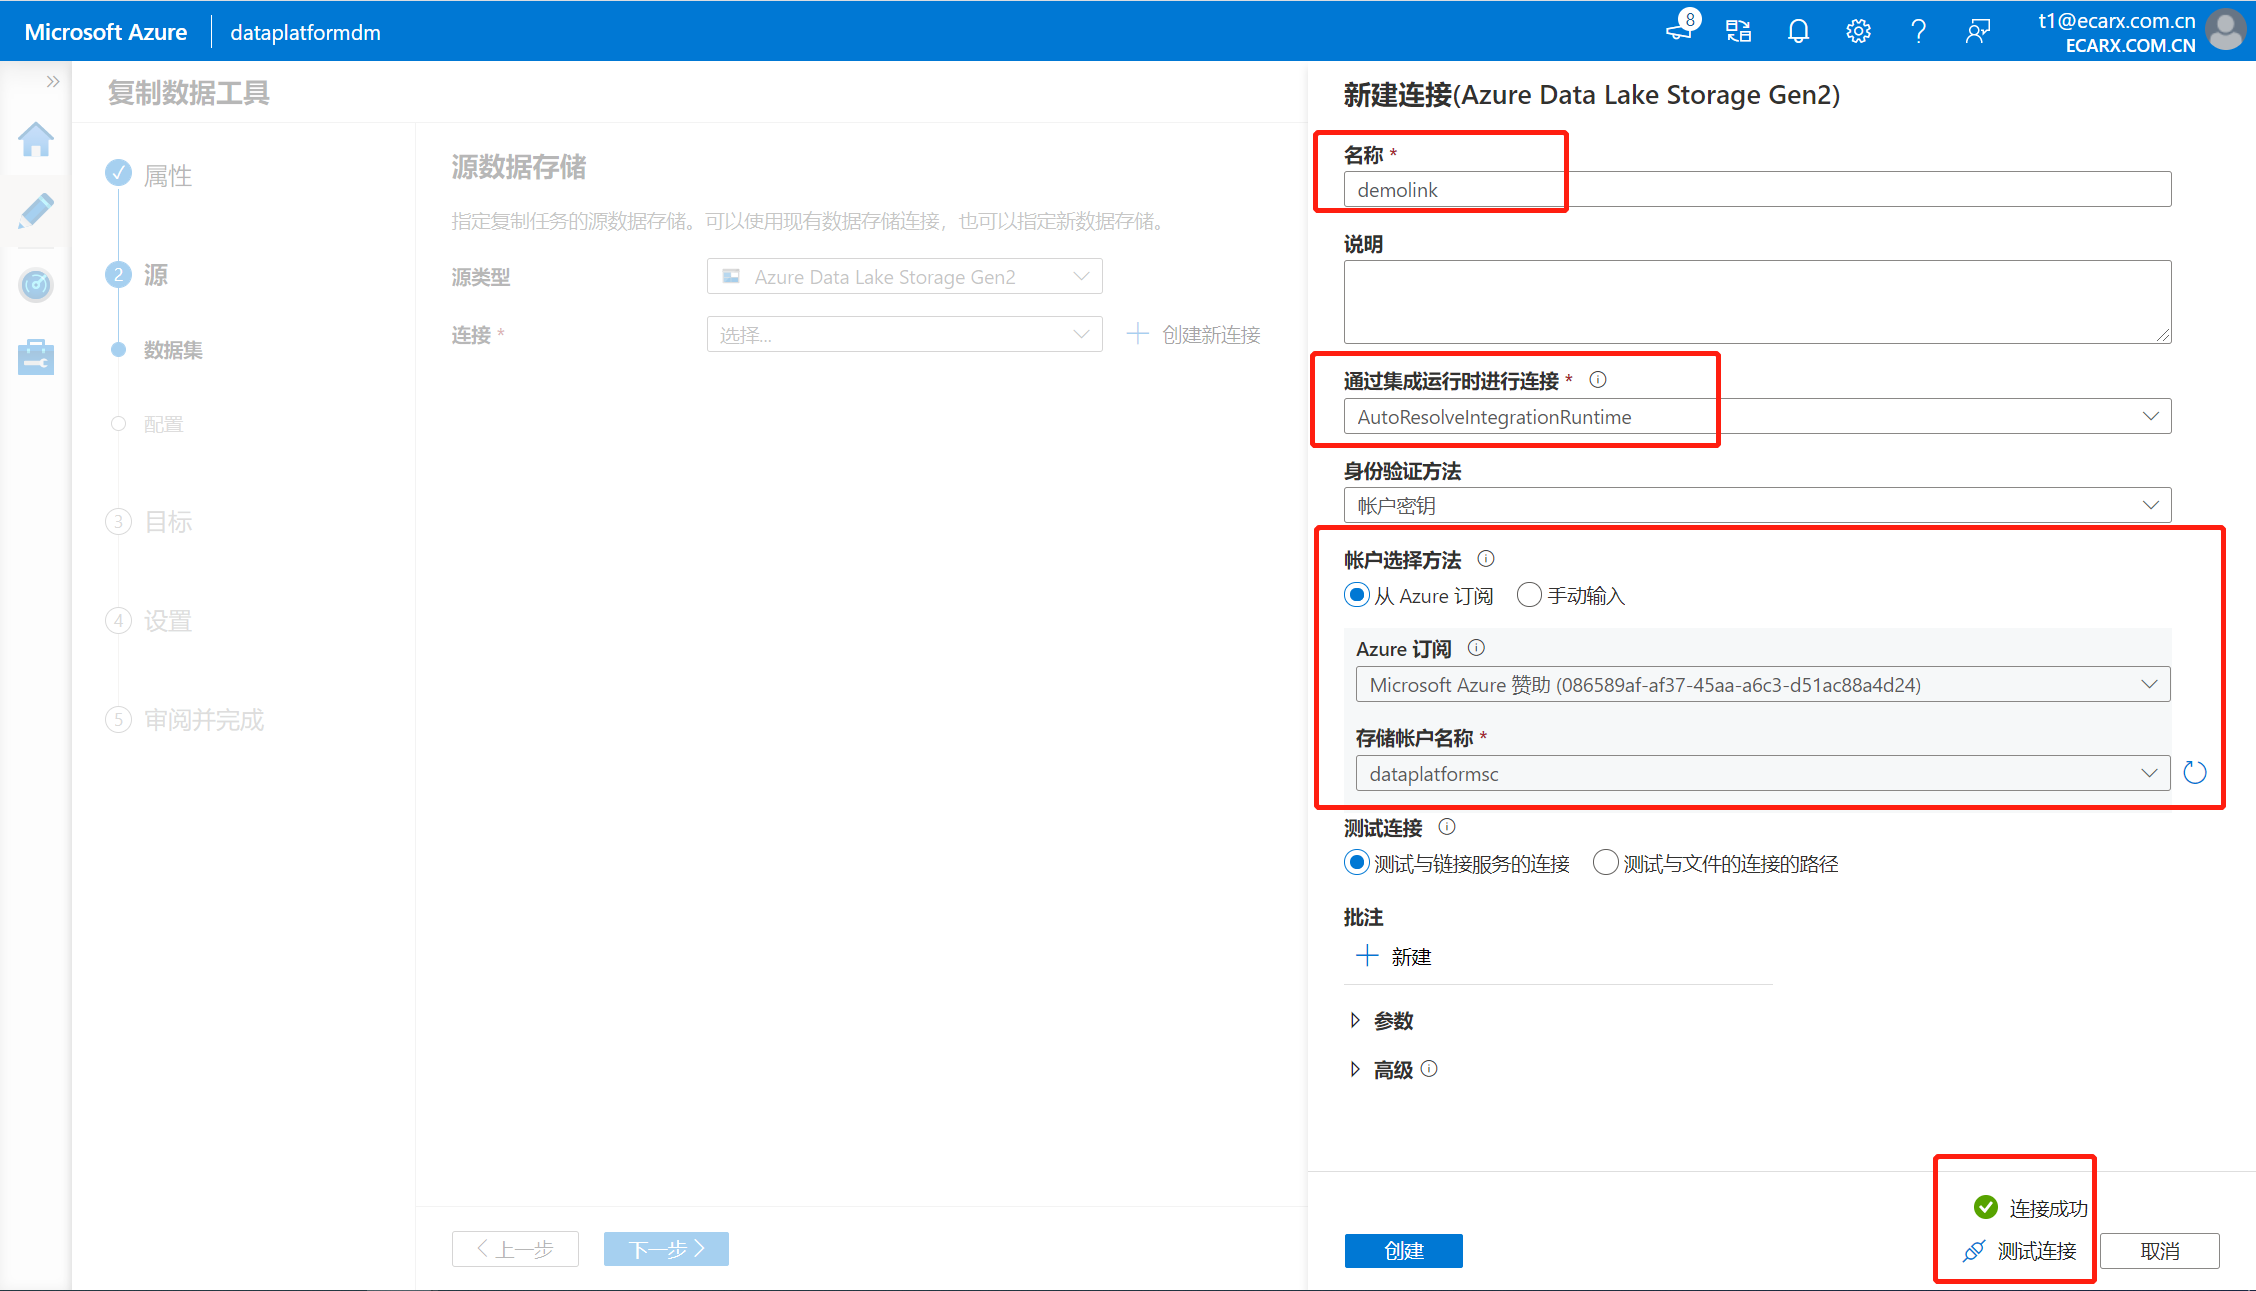 Microsoft Azure
dataplatformdm
8
t1@ecarx.com.cn
ECARX.COM.CN
复制数据工具
属性
2 源
数据集
配置
3 目标
4 设置
5 审阅并完成
源数据存储
指定复制任务的源数据存储。可以使用现有数据存储连接，也可以指定新数据存储。
源类型
Azure Data Lake Storage Gen2
连接 *
选择...
创建新连接
上一步
下一步
新建连接(Azure Data Lake Storage Gen2)
名称 *
demolink
说明
通过集成运行时进行连接 *
AutoResolveIntegrationRuntime
身份验证方法
帐户密钥
帐户选择方法
从 Azure 订阅 手动输入
Azure 订阅
Microsoft Azure 赞助 (086589af-af37-45aa-a6c3-d51ac88a4d24)
存储帐户名称 *
dataplatformsc
测试连接
测试与链接服务的连接 测试与文件的连接的路径
批注
新建
参数
高级
连接成功
创建
测试连接
取消